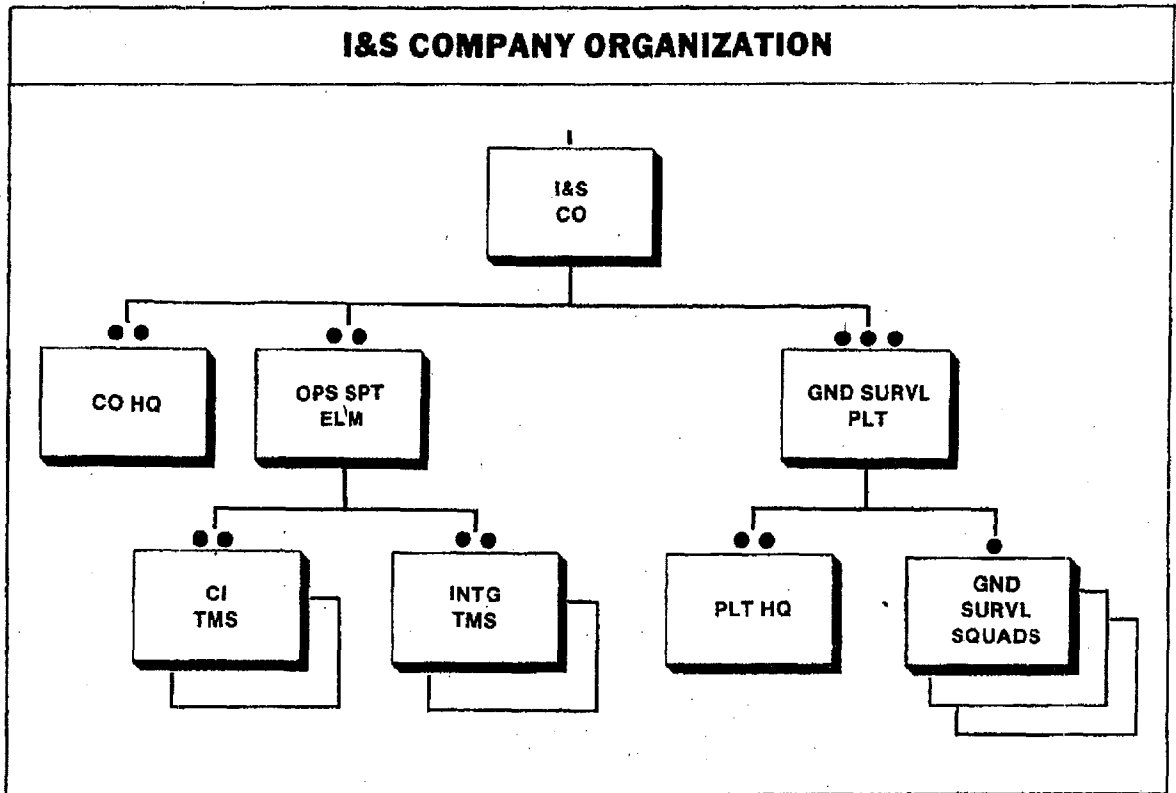 I&S COMPANY ORGANIZATION
I&S
CO
CO HQ
OPS SPT
ELM
GND SURVL
PLT
CI
TMS
INTG
TMS
PLT HQ
GND
SURVL
SQUADS